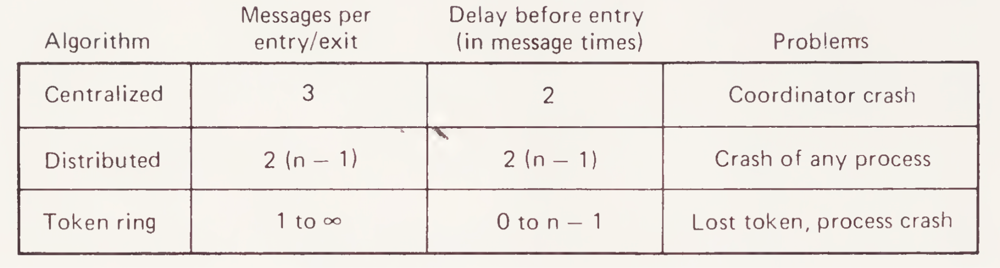 Algorithm Messages per entry/exit Delay before entry (in message times) Problems
Centralized 3 2 Coordinator crash
Distributed 2 (n – 1) 2 (n – 1) Crash of any process
Token ring 1 to ∞ 0 to n – 1 Lost token, process crash